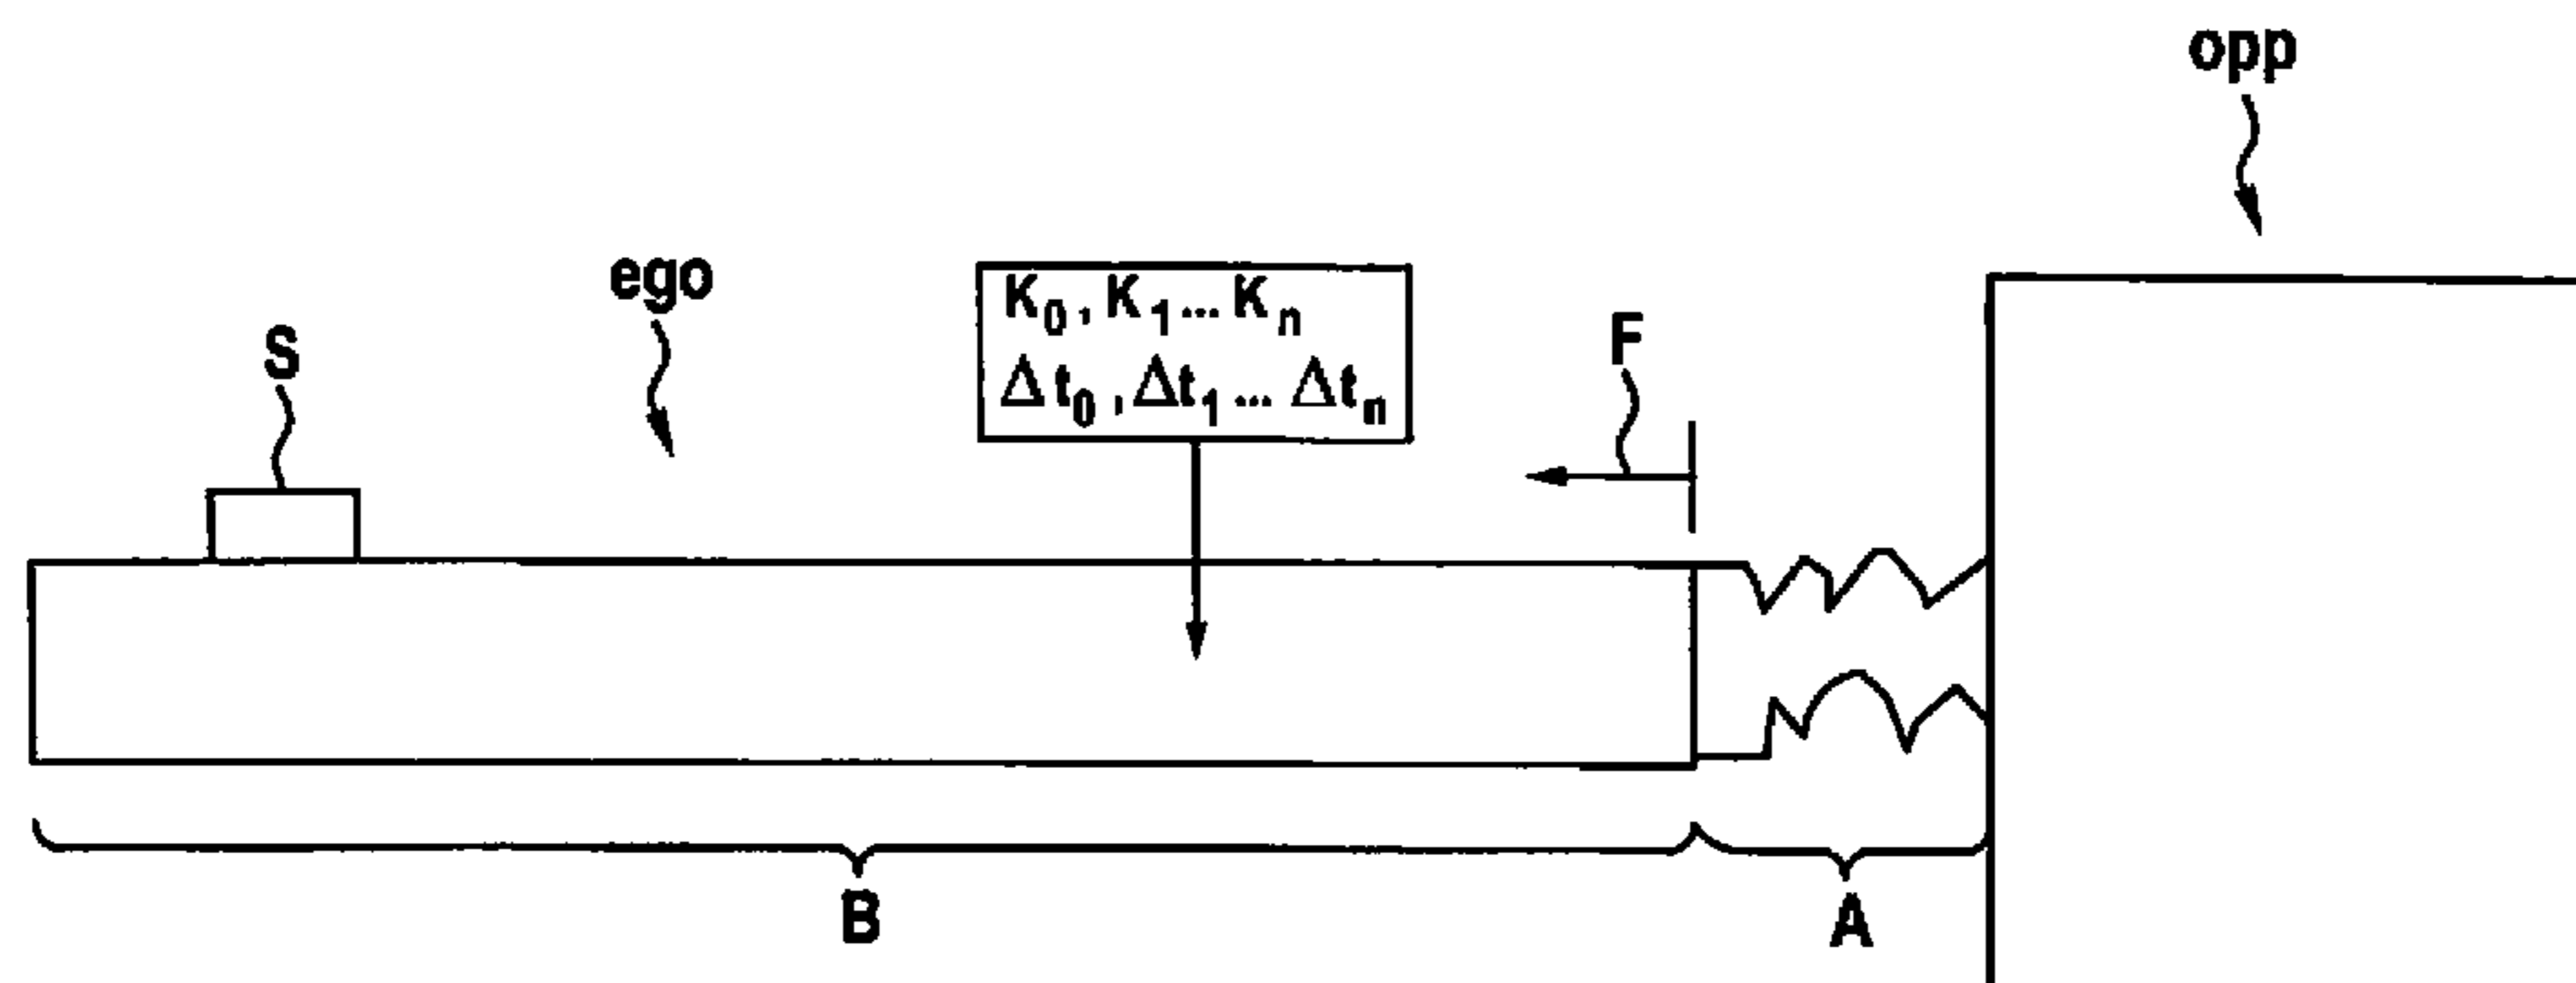 opp
ego
S
K₀, K₁... Kₙ
Δt₀, Δt₁... Δtₙ
F
B
A